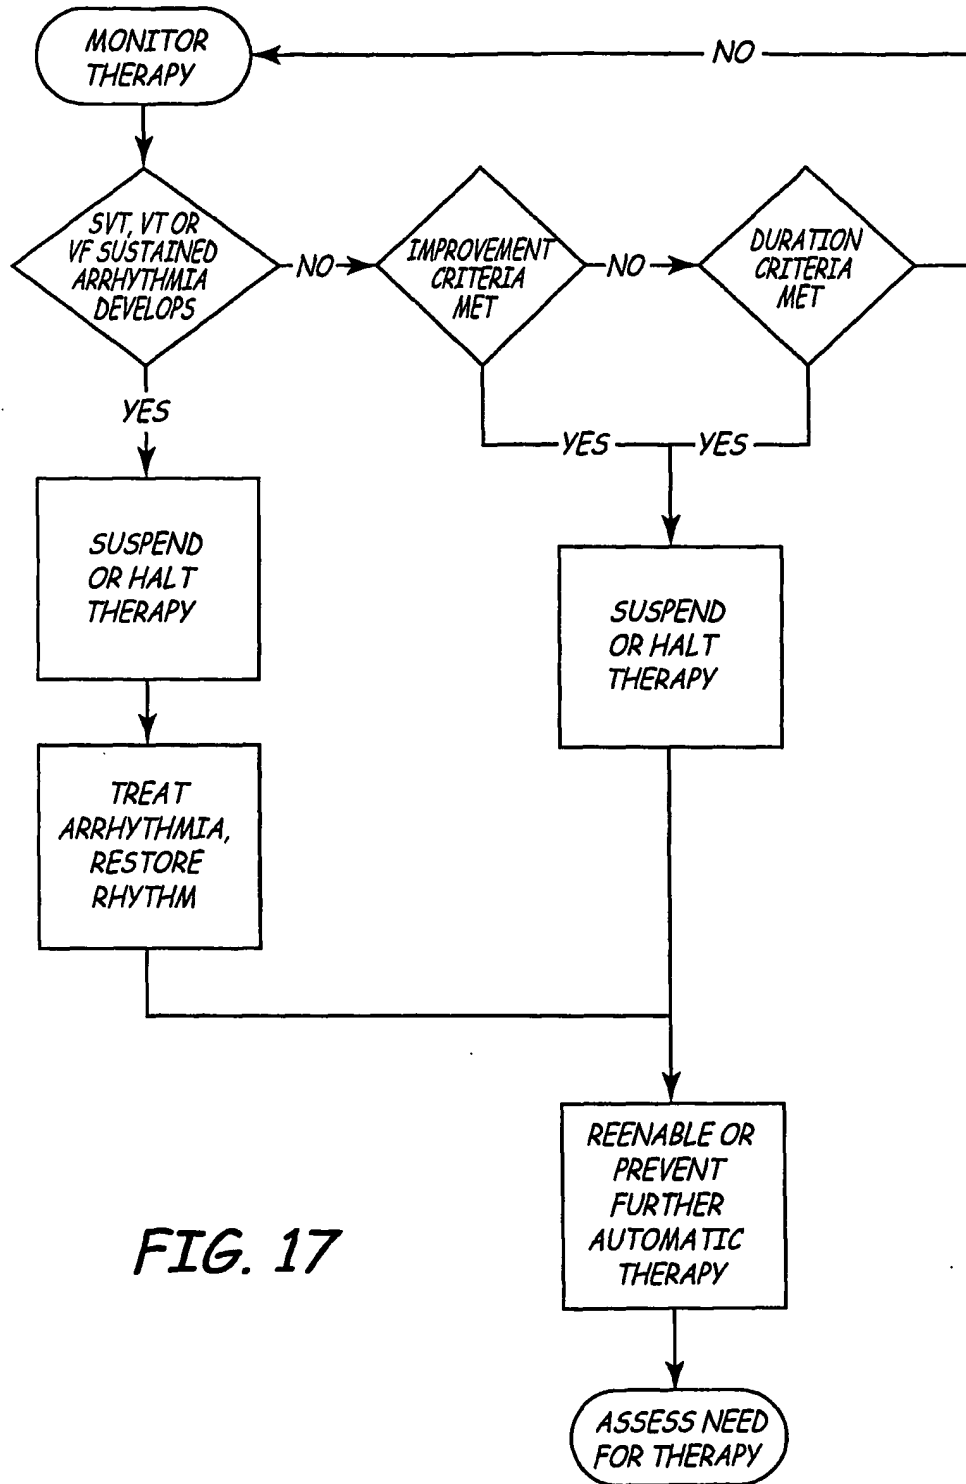 MONITOR
THERAPY
NO
SVT, VT OR
VF SUSTAINED
ARRHYTHMIA
DEVELOPS
NO
IMPROVEMENT
CRITERIA
MET
NO
DURATION
CRITERIA
MET
YES
YES
YES
SUSPEND
OR HALT
THERAPY
SUSPEND
OR HALT
THERAPY
TREAT
ARRHYTHMIA,
RESTORE
RHYTHM
REENABLE OR
PREVENT
FURTHER
AUTOMATIC
THERAPY
FIG. 17
ASSESS NEED
FOR THERAPY